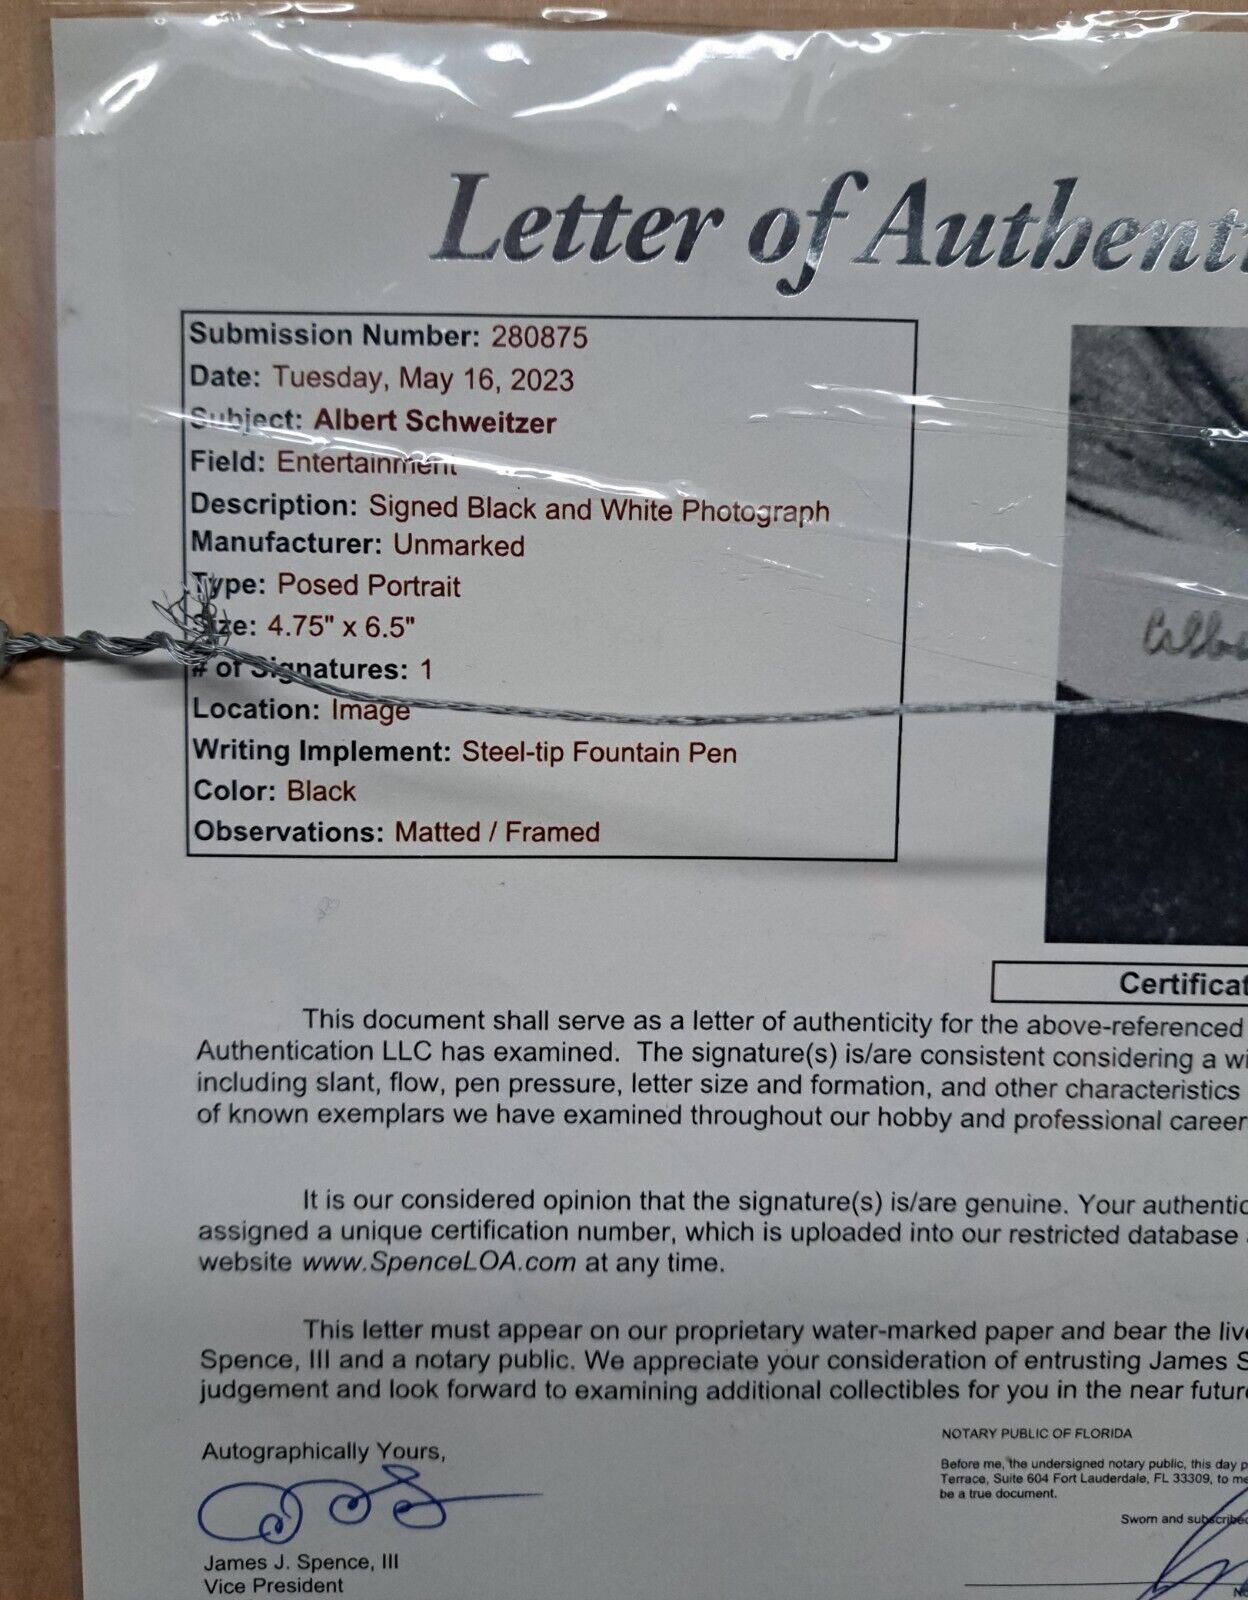 Letter of Authenti
Submission Number: 280875
Date: Tuesday, May 16, 2023
Subject: Albert Schweitzer
Field: Entertainment
Description: Signed Black and White Photograph
Manufacturer: Unmarked
Type: Posed Portrait
Size: 4.75" x 6.5"
# of Signatures: 1
Location: Image
Writing Implement: Steel-tip Fountain Pen
Color: Black
Observations: Matted / Framed
Albe
Certificat
This document shall serve as a letter of authenticity for the above-referenced
Authentication LLC has examined. The signature(s) is/are consistent considering a wi
including slant, flow, pen pressure, letter size and formation, and other characteristics
of known exemplars we have examined throughout our hobby and professional career
It is our considered opinion that the signature(s) is/are genuine. Your authentic
assigned a unique certification number, which is uploaded into our restricted database
website www.SpenceLOA.com at any time.
This letter must appear on our proprietary water-marked paper and bear the live
Spence, III and a notary public. We appreciate your consideration of entrusting James S
judgement and look forward to examining additional collectibles for you in the near future
Autographically Yours,
James J. Spence, III
Vice President
NOTARY PUBLIC OF FLORIDA
Before me, the undersigned notary public, this day p
Terrace, Suite 604 Fort Lauderdale, FL 33309, to me
be a true document.
Sworn and subscribed
No